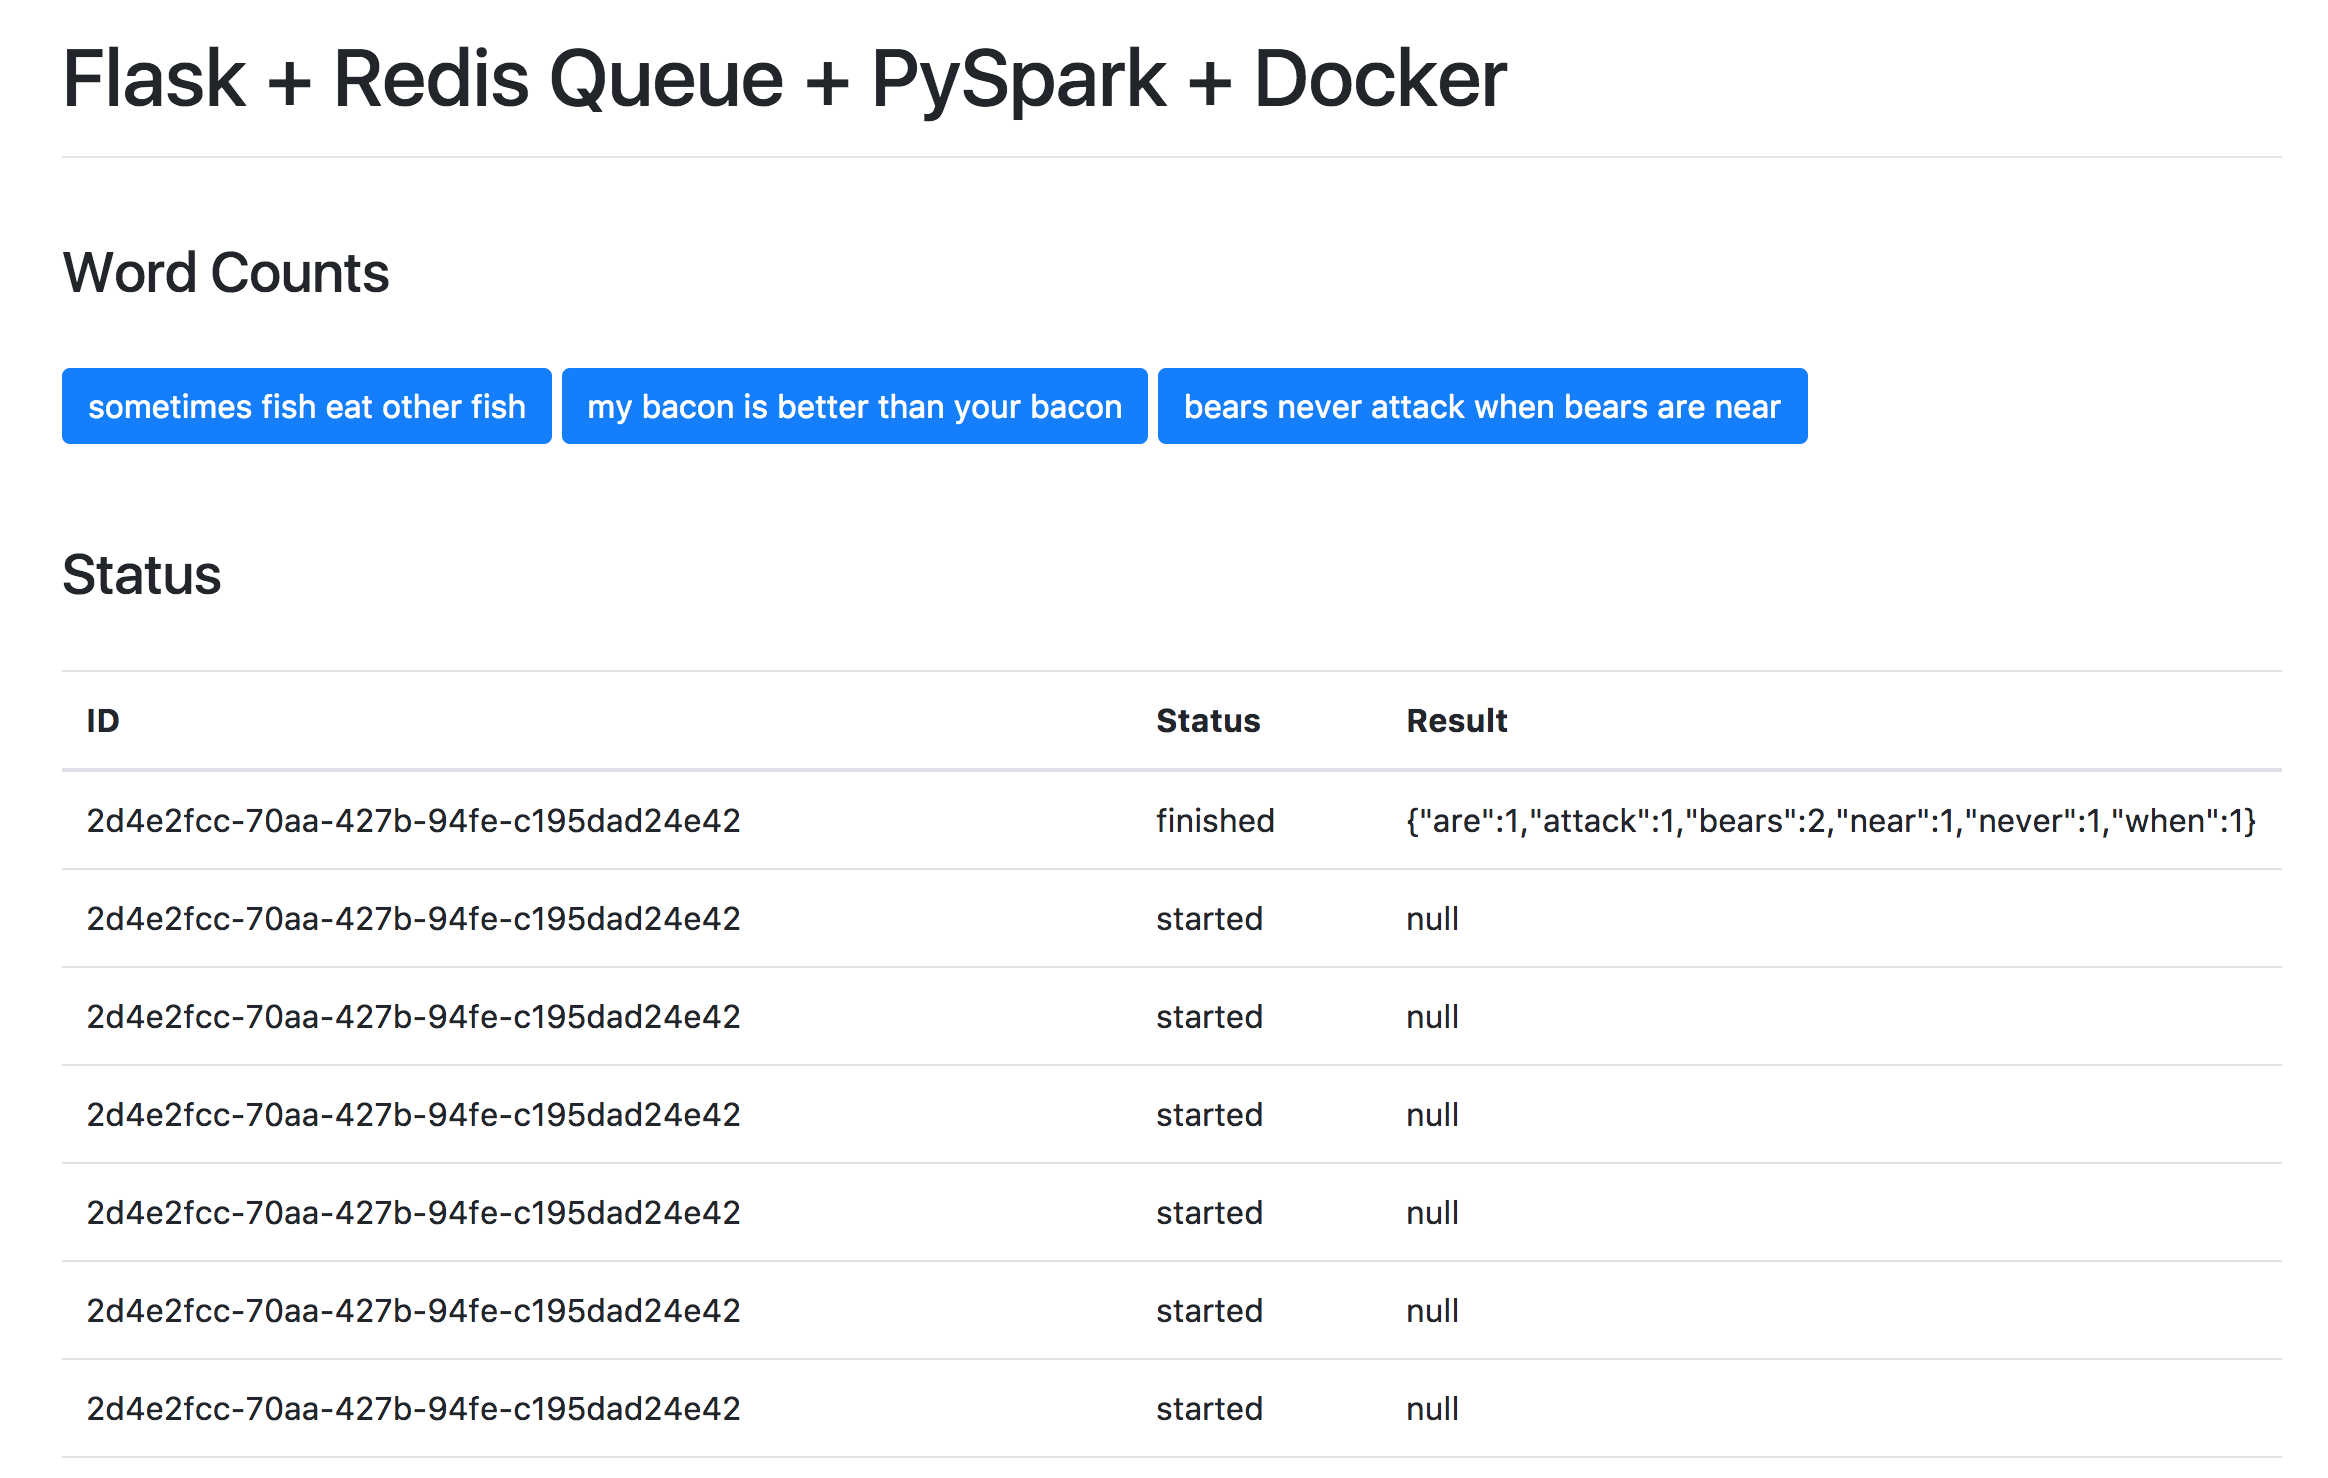 Flask + Redis Queue + PySpark + Docker
Word Counts
sometimes fish eat other fish my bacon is better than your bacon bears never attack when bears are near
Status
ID Status Result
2d4e2fcc-70aa-427b-94fe-c195dad24e42 finished {"are":1,"attack":1,"bears":2,"near":1,"never":1,"when":1}
2d4e2fcc-70aa-427b-94fe-c195dad24e42 started null
2d4e2fcc-70aa-427b-94fe-c195dad24e42 started null
2d4e2fcc-70aa-427b-94fe-c195dad24e42 started null
2d4e2fcc-70aa-427b-94fe-c195dad24e42 started null
2d4e2fcc-70aa-427b-94fe-c195dad24e42 started null
2d4e2fcc-70aa-427b-94fe-c195dad24e42 started null